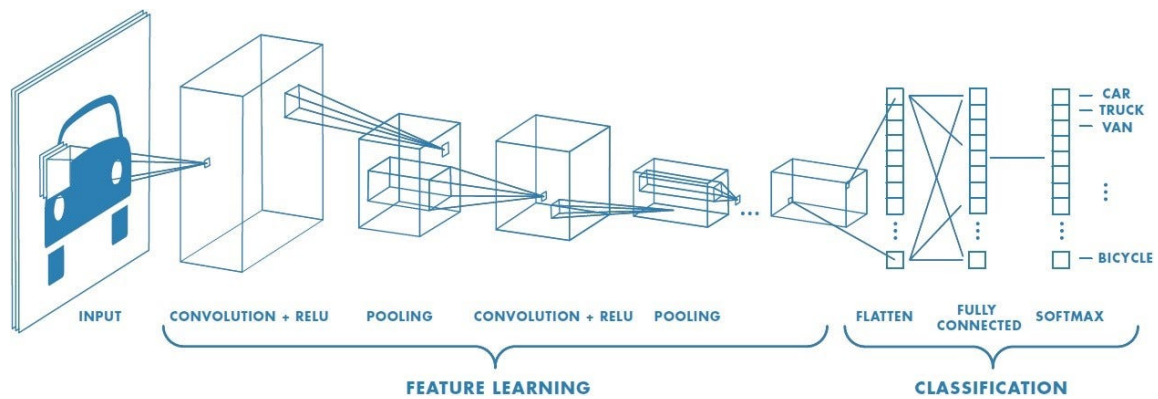 CAR
TRUCK
VAN
BICYCLE
INPUT
CONVOLUTION + RELU
POOLING
CONVOLUTION + RELU
POOLING
FLATTEN
FULLY
CONNECTED
SOFTMAX
FEATURE LEARNING
CLASSIFICATION